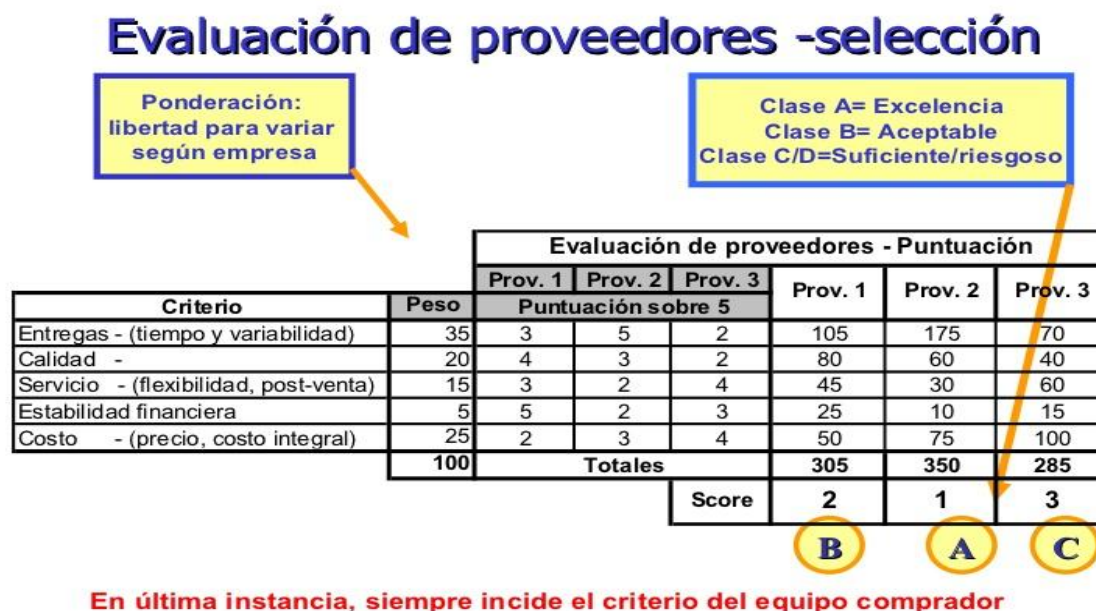 Evaluación de proveedores -selección
Ponderación:
libertad para variar
según empresa
Clase A= Excelencia
Clase B= Aceptable
Clase C/D=Suficiente/riesgoso
Evaluación de proveedores - Puntuación
Prov. 1 Prov. 2 Prov. 3 Prov. 1 Prov. 2 Prov. 3
Criterio Peso Puntuación sobre 5
Entregas - (tiempo y variabilidad) 35 3 5 2 105 175 70
Calidad - 20 4 3 2 80 60 40
Servicio - (flexibilidad, post-venta) 15 3 2 4 45 30 60
Estabilidad financiera 5 5 2 3 25 10 15
Costo - (precio, costo integral) 25 2 3 4 50 75 100
100 Totales 305 350 285
Score 2 1 3
B A C
En última instancia, siempre incide el criterio del equipo comprador